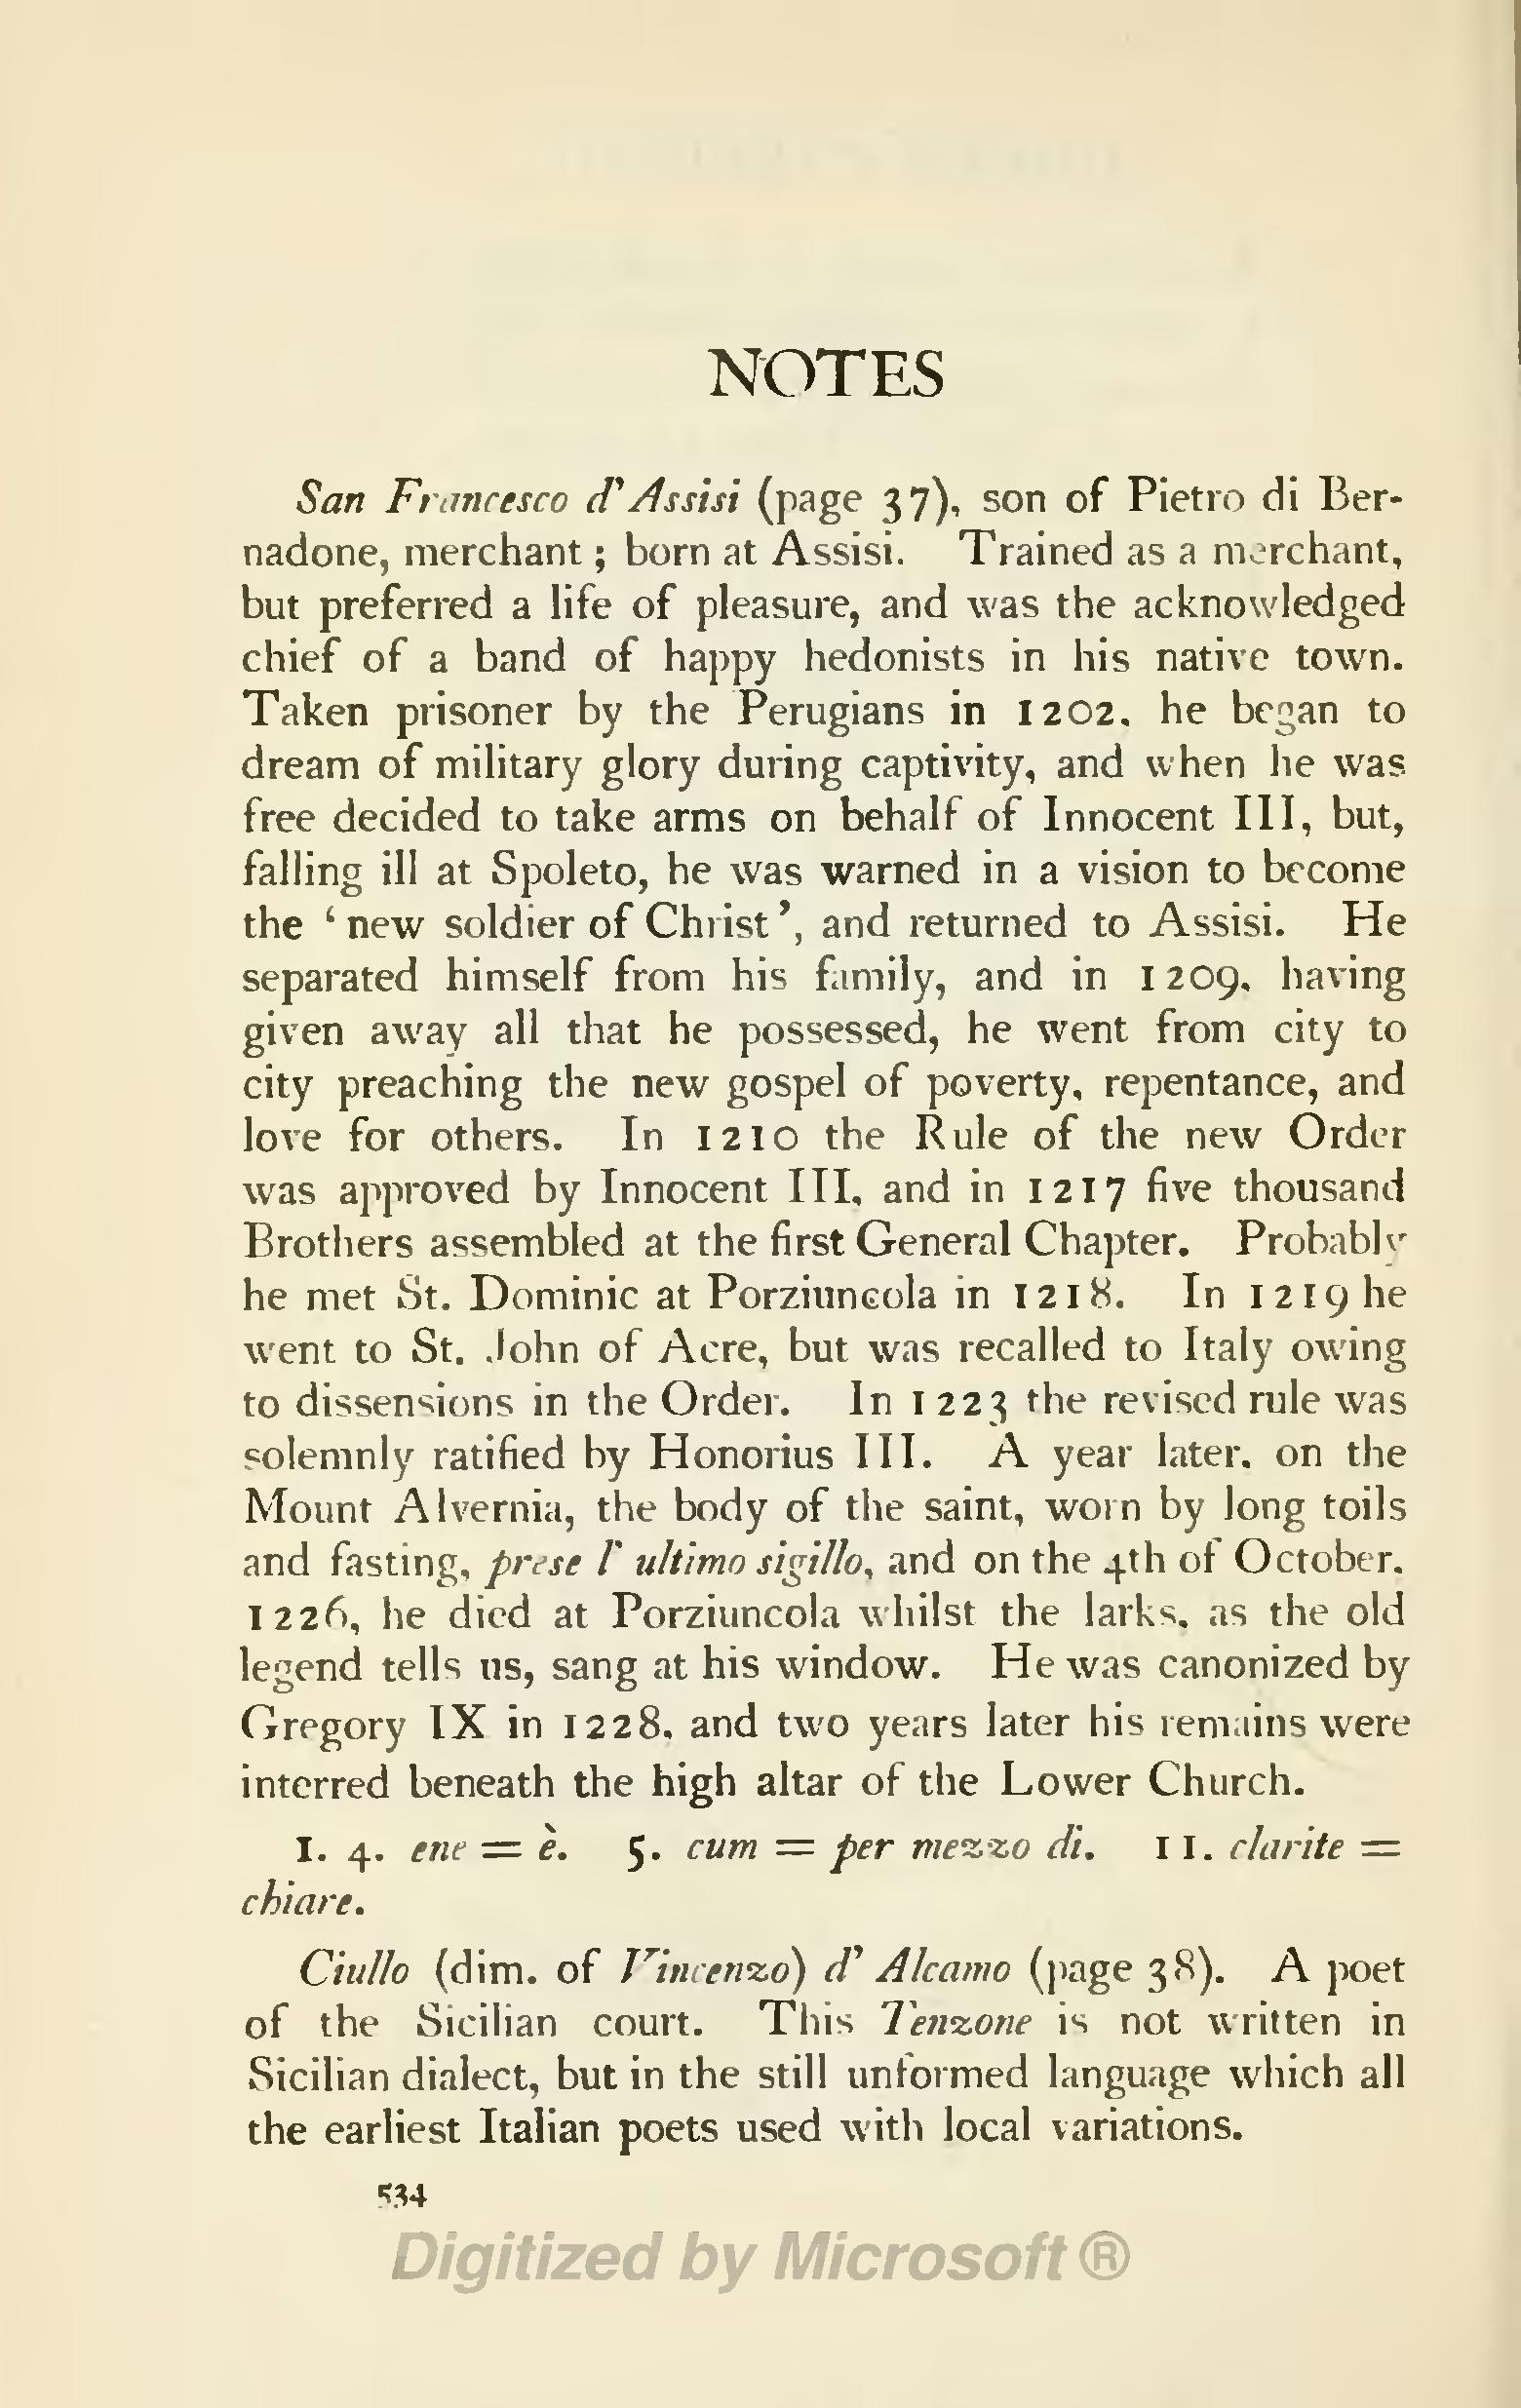 NOTES
San Francesco d' Assisi (page 37), son of Pietro di Ber-
nadone, merchant; born at Assisi. Trained as a merchant,
but preferred a life of pleasure, and was the acknowledged
chief of a band of happy hedonists in his native town.
Taken prisoner by the Perugians in 1202, he began to
dream of military glory during captivity, and when he was
free decided to take arms on behalf of Innocent III, but,
falling ill at Spoleto, he was warned in a vision to become
the ‘new soldier of Christ’, and returned to Assisi. He
separated himself from his family, and in 1209, having
given away all that he possessed, he went from city to
city preaching the new gospel of poverty, repentance, and
love for others. In 1210 the Rule of the new Order
was approved by Innocent III, and in 1217 five thousand
Brothers assembled at the first General Chapter. Probably
he met St. Dominic at Porziuncola in 1218. In 1219 he
went to St. John of Acre, but was recalled to Italy owing
to dissensions in the Order. In 1223 the revised rule was
solemnly ratified by Honorius III. A year later, on the
Mount Alvernia, the body of the saint, worn by long toils
and fasting, prese l' ultimo sigillo, and on the 4th of October,
1226, he died at Porziuncola whilst the larks, as the old
legend tells us, sang at his window. He was canonized by
Gregory IX in 1228, and two years later his remains were
interred beneath the high altar of the Lower Church.
1. 4. ene = è. 5. cum = per mezzo di. 11. clarite =
chiare.
Ciullo (dim. of Vincenzo) d' Alcamo (page 38). A poet
of the Sicilian court. This Tenzone is not written in
Sicilian dialect, but in the still unformed language which all
the earliest Italian poets used with local variations.
534
Digitized by Microsoft ®